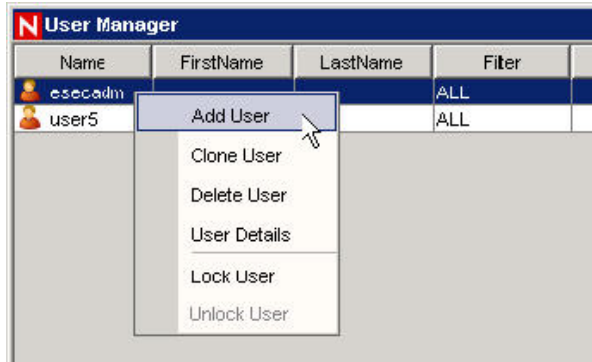 N User Manager
Name FirstName LastName Filter
esecadm ALL
user5 ALL
Add User
Clone User
Delete User
User Details
Lock User
Unlock User